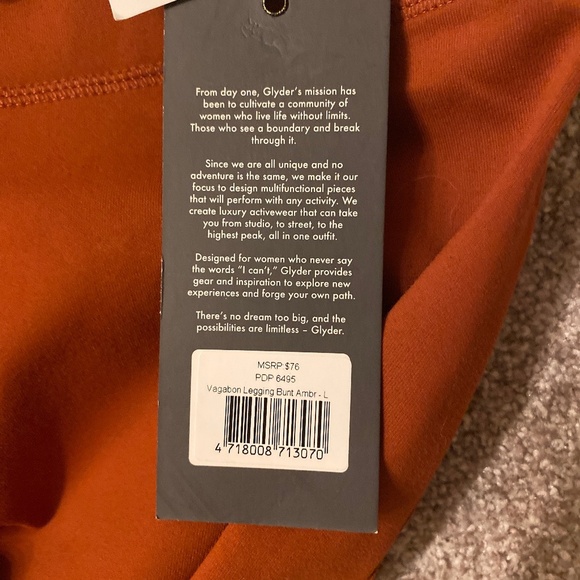 From day one, Glyder's mission has
been to cultivate a community of
women who live life without limits.
Those who see a boundary and break
through it.
Since we are all unique and no
adventure is the same, we make it our
focus to design multifunctional pieces
that will perform with any activity. We
create luxury activewear that can take
you from studio, to street, to the
highest peak, all in one outfit.
Designed for women who never say
the words "I can't," Glyder provides
gear and inspiration to explore new
experiences and forge your own path.
There's no dream too big, and the
possibilities are limitless – Glyder.
MSRP $76
PDP 6495
Vagabon Legging Bunt Ambr - L
4 718008 713070